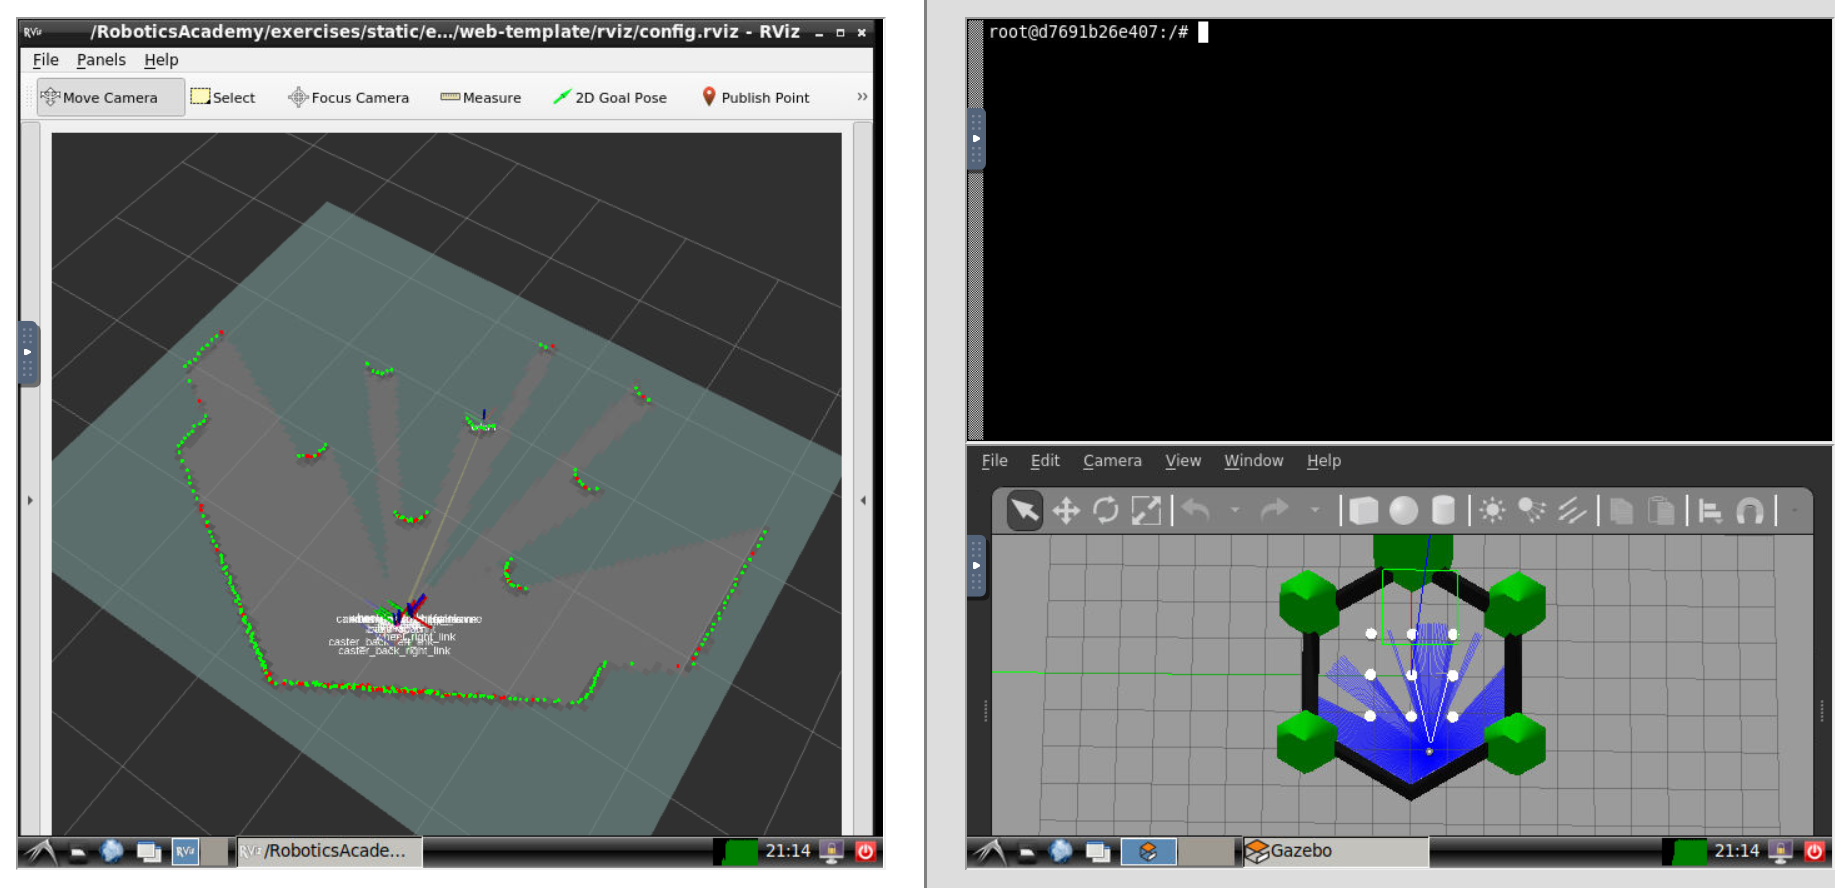 RViz /RoboticsAcademy/exercises/static/e.../web-template/rviz/config.rviz - RViz
File Panels Help
Move Camera Select Focus Camera Measure 2D Goal Pose Publish Point
wheel_right_link
caster_back_right_link
RViz /RoboticsAcade... 21:14
root@d7691b26e407:/#
File Edit Camera View Window Help
Gazebo 21:14